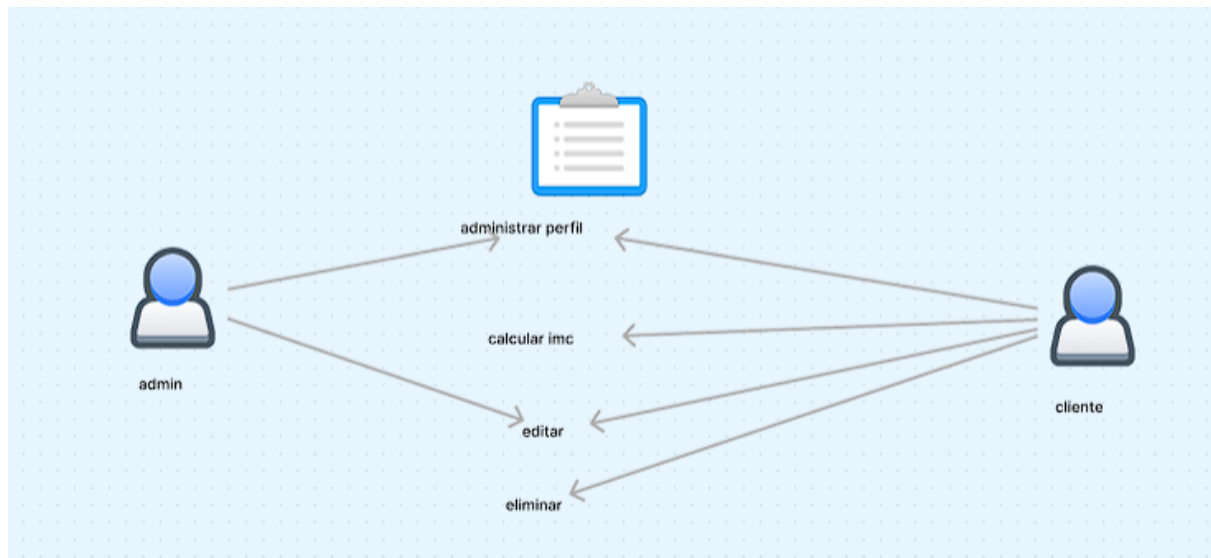 administrar perfil
calcular imc
admin
cliente
editar
eliminar